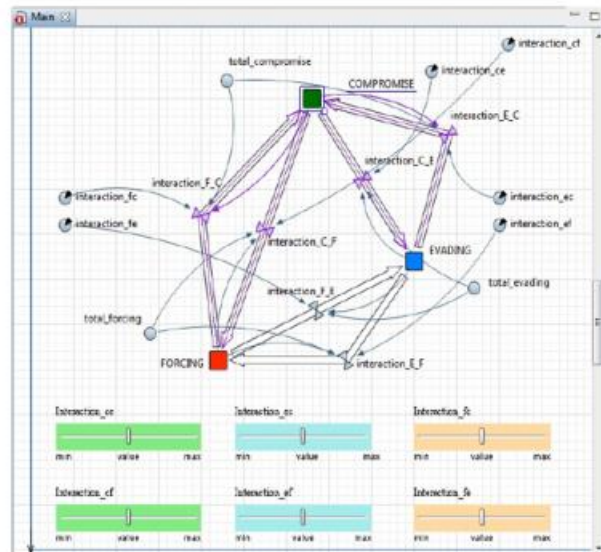 Main
interaction_cf
total_compromise
interaction_ce
COMPROMISE
interaction_E_C
interaction_C_E
interaction_F_C
interaction_fc
interaction_ec
interaction_fe
interaction_ef
interaction_C_F
EVADING
interaction_F_E
total_evading
total_forcing
FORCING
interaction_E_F
Interaction_ce Interaction_ec Interaction_fc
min value max min value max min value max
Interaction_cf Interaction_ef Interaction_fe
min value max min value max min value max